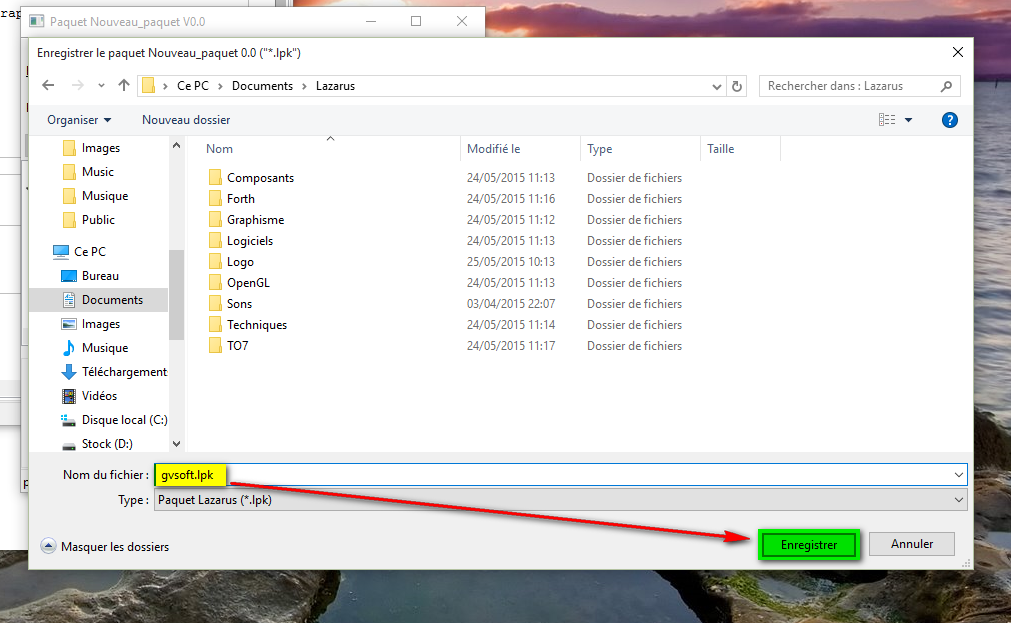 rap
Paquet Nouveau_paquet V0.0
Enregistrer le paquet Nouveau_paquet 0.0 ("*.lpk")
Ce PC > Documents > Lazarus
Rechercher dans : Lazarus
Organiser
Nouveau dossier
?
Images
Music
Musique
Public
Ce PC
Bureau
Documents
Images
Musique
Téléchargement
Vidéos
Disque local (C:)
Stock (D:)
Nom Modifié le Type Taille
Composants 24/05/2015 11:13 Dossier de fichiers
Forth 24/05/2015 11:16 Dossier de fichiers
Graphisme 24/05/2015 11:12 Dossier de fichiers
Logiciels 24/05/2015 11:13 Dossier de fichiers
Logo 25/05/2015 10:13 Dossier de fichiers
OpenGL 24/05/2015 11:13 Dossier de fichiers
Sons 03/04/2015 22:07 Dossier de fichiers
Techniques 24/05/2015 11:14 Dossier de fichiers
TO7 24/05/2015 11:17 Dossier de fichiers
Nom du fichier : gvsoft.lpk
Type : Paquet Lazarus (*.lpk)
Masquer les dossiers
Enregistrer
Annuler